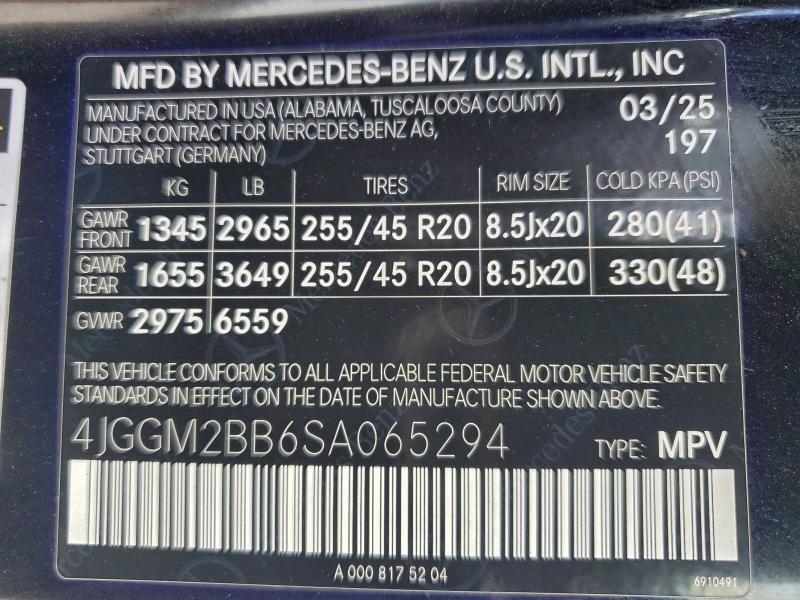 MFD BY MERCEDES-BENZ U.S. INTL., INC
MANUFACTURED IN USA (ALABAMA, TUSCALOOSA COUNTY) 03/25
UNDER CONTRACT FOR MERCEDES-BENZ AG, 197
STUTTGART (GERMANY)
KG LB TIRES RIM SIZE COLD KPA (PSI)
GAWR FRONT 1345 2965 255/45 R20 8.5Jx20 280(41)
GAWR REAR 1655 3649 255/45 R20 8.5Jx20 330(48)
GVWR 2975 6559
THIS VEHICLE CONFORMS TO ALL APPLICABLE FEDERAL MOTOR VEHICLE SAFETY
STANDARDS IN EFFECT ON THE DATE OF MANUFACTURE SHOWN ABOVE.
4JGGM2BB6SA065294 TYPE: MPV
A 000 817 52 04
6910491